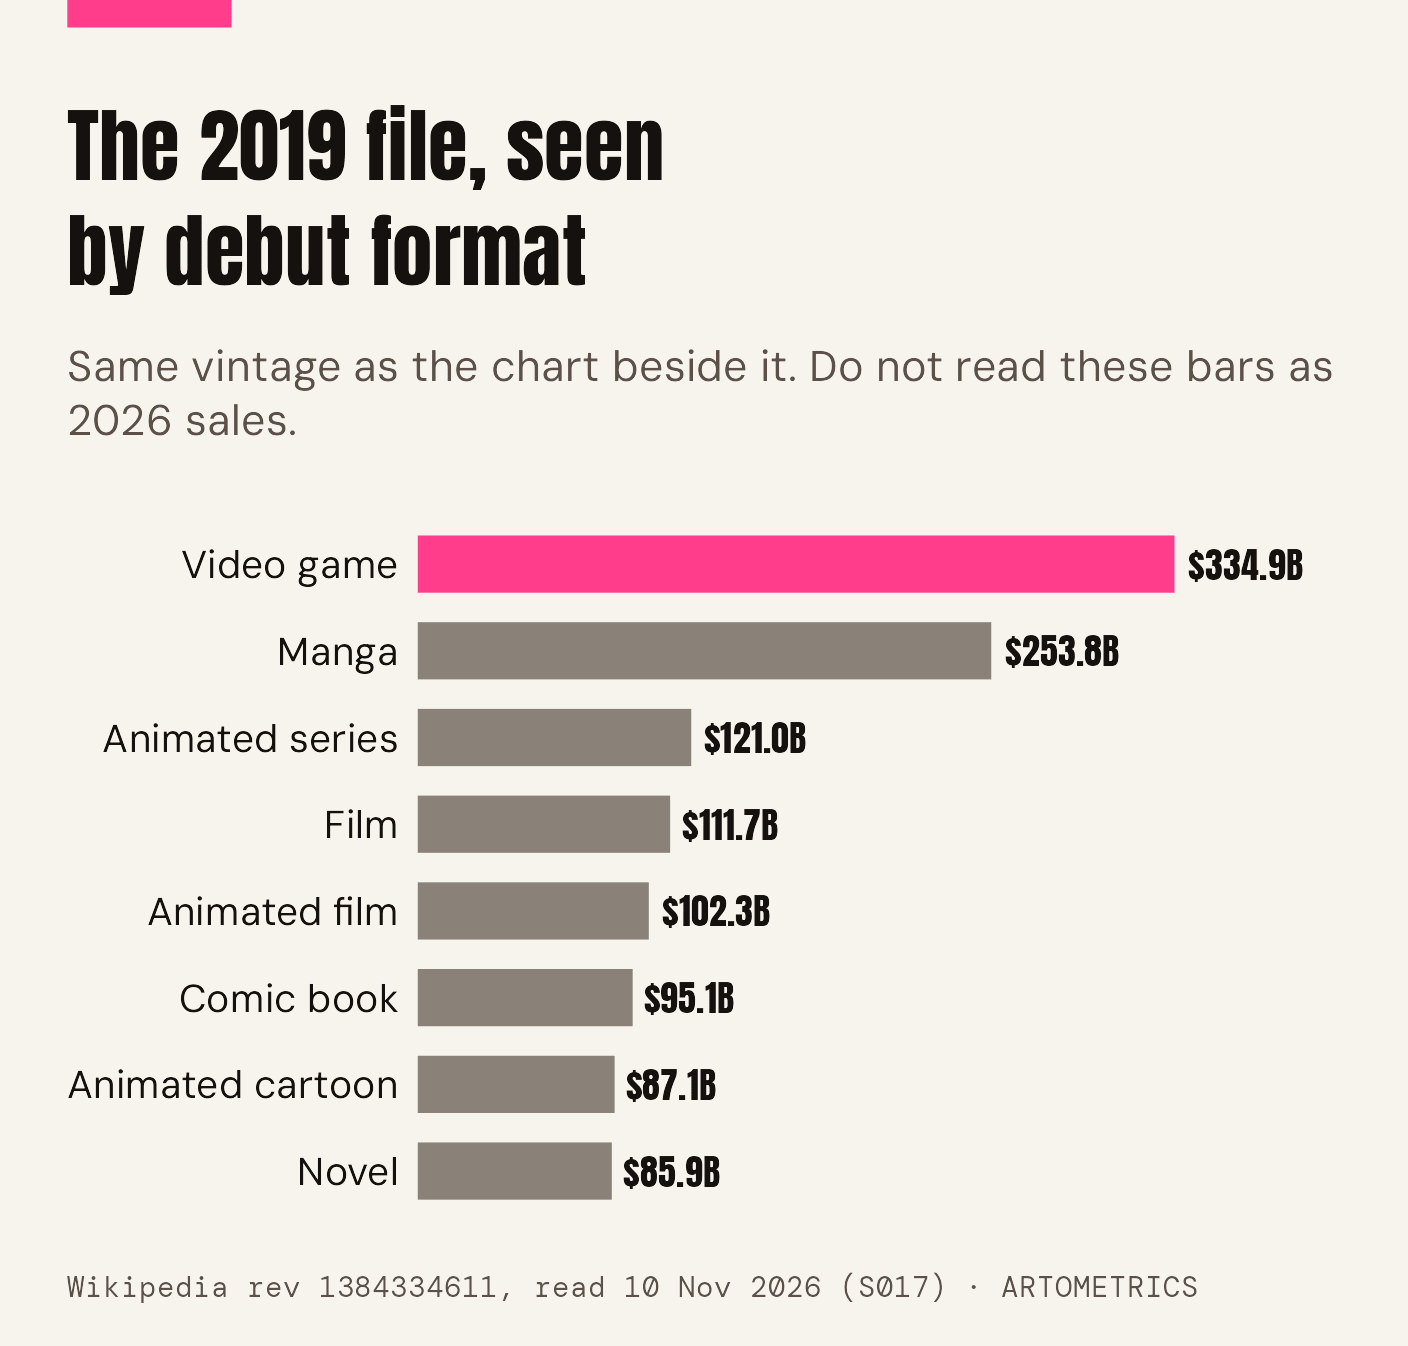 The 2019 file, seen
by debut format
Same vintage as the chart beside it. Do not read these bars as
2026 sales.
Video game $334.9B
Manga $253.8B
Animated series $121.0B
Film $111.7B
Animated film $102.3B
Comic book $95.1B
Animated cartoon $87.1B
Novel $85.9B
Wikipedia rev 1384334611, read 10 Nov 2026 (S017) · ARTOMETRICS